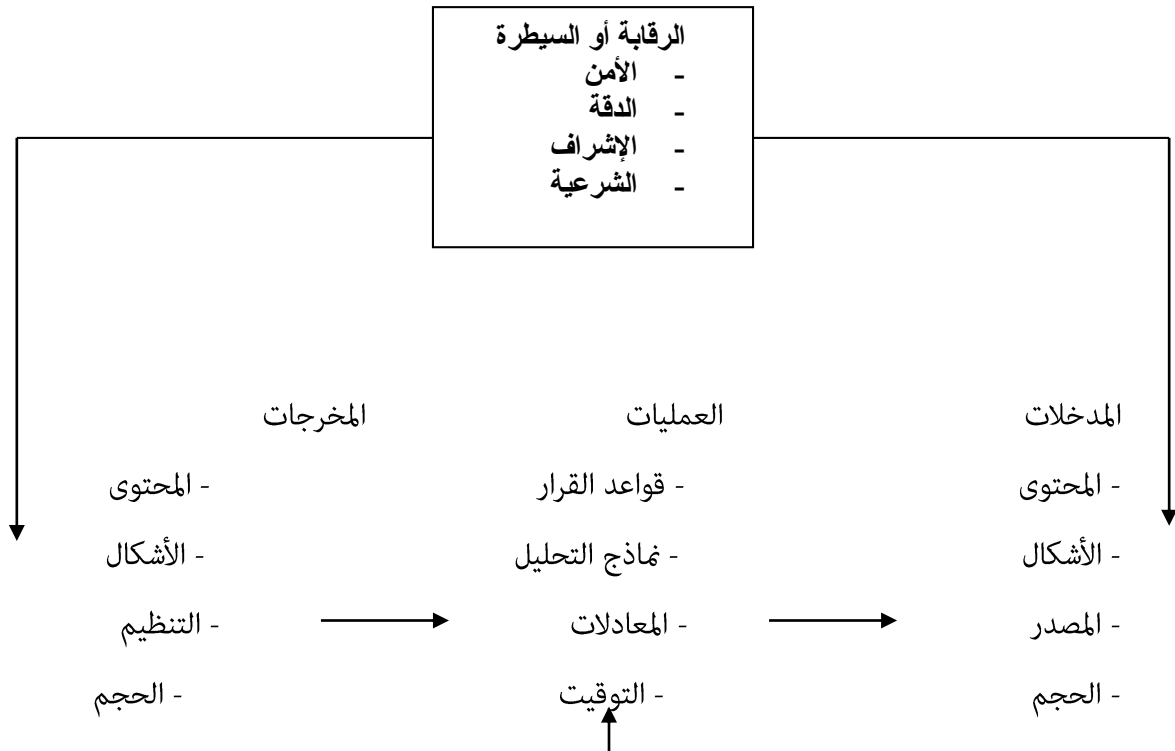 الرقابة أو السيطرة
- الأمن
- الدقة
- الإشراف
- الشرعية
المدخلات العمليات المخرجات
- المحتوى - قواعد القرار - المحتوى
- الأشكال - نماذج التحليل - الأشكال
- المصدر - المعادلات - التنظيم
- الحجم - التوقيت - الحجم